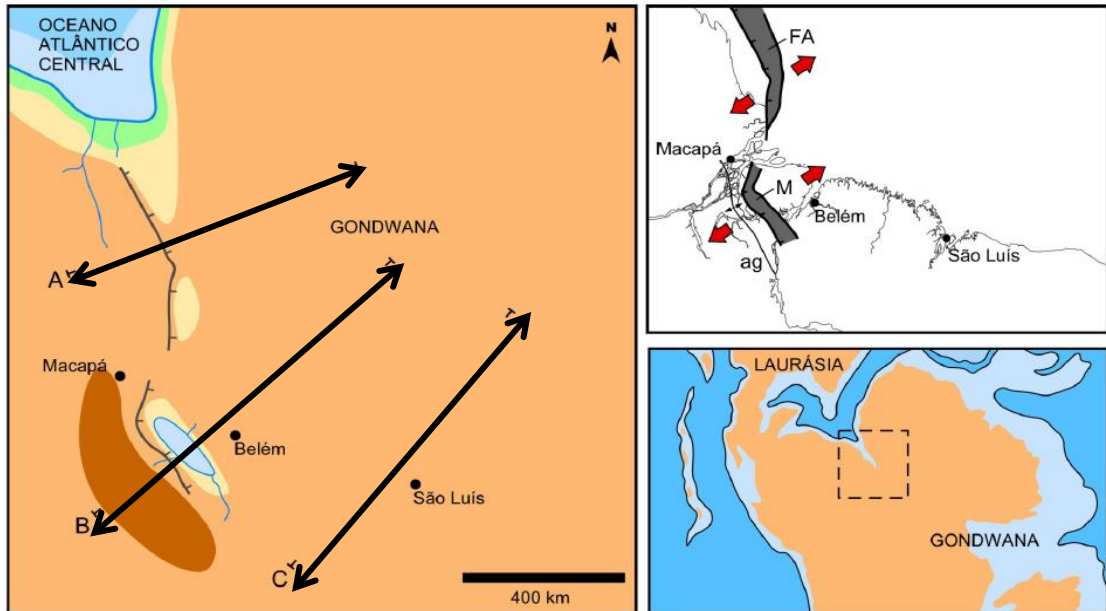 OCEANO
ATLÂNTICO
CENTRAL
N
GONDWANA
A
Macapá
Belém
São Luís
B
C
400 km
FA
Macapá
M
Belém
São Luís
ag
LAURÁSIA
GONDWANA